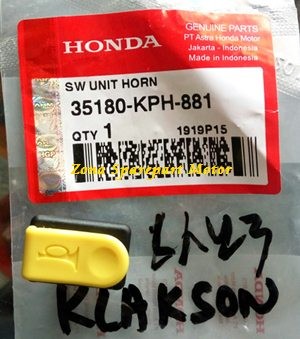 HONDA
GENUINE PARTS
PT Astra Honda Motor
Jakarta - Indonesia
Made in Indonesia
SW UNIT HORN
35180-KPH-881
QTY 1
1919P15
Zona Sparepart Motor
KLAKSON